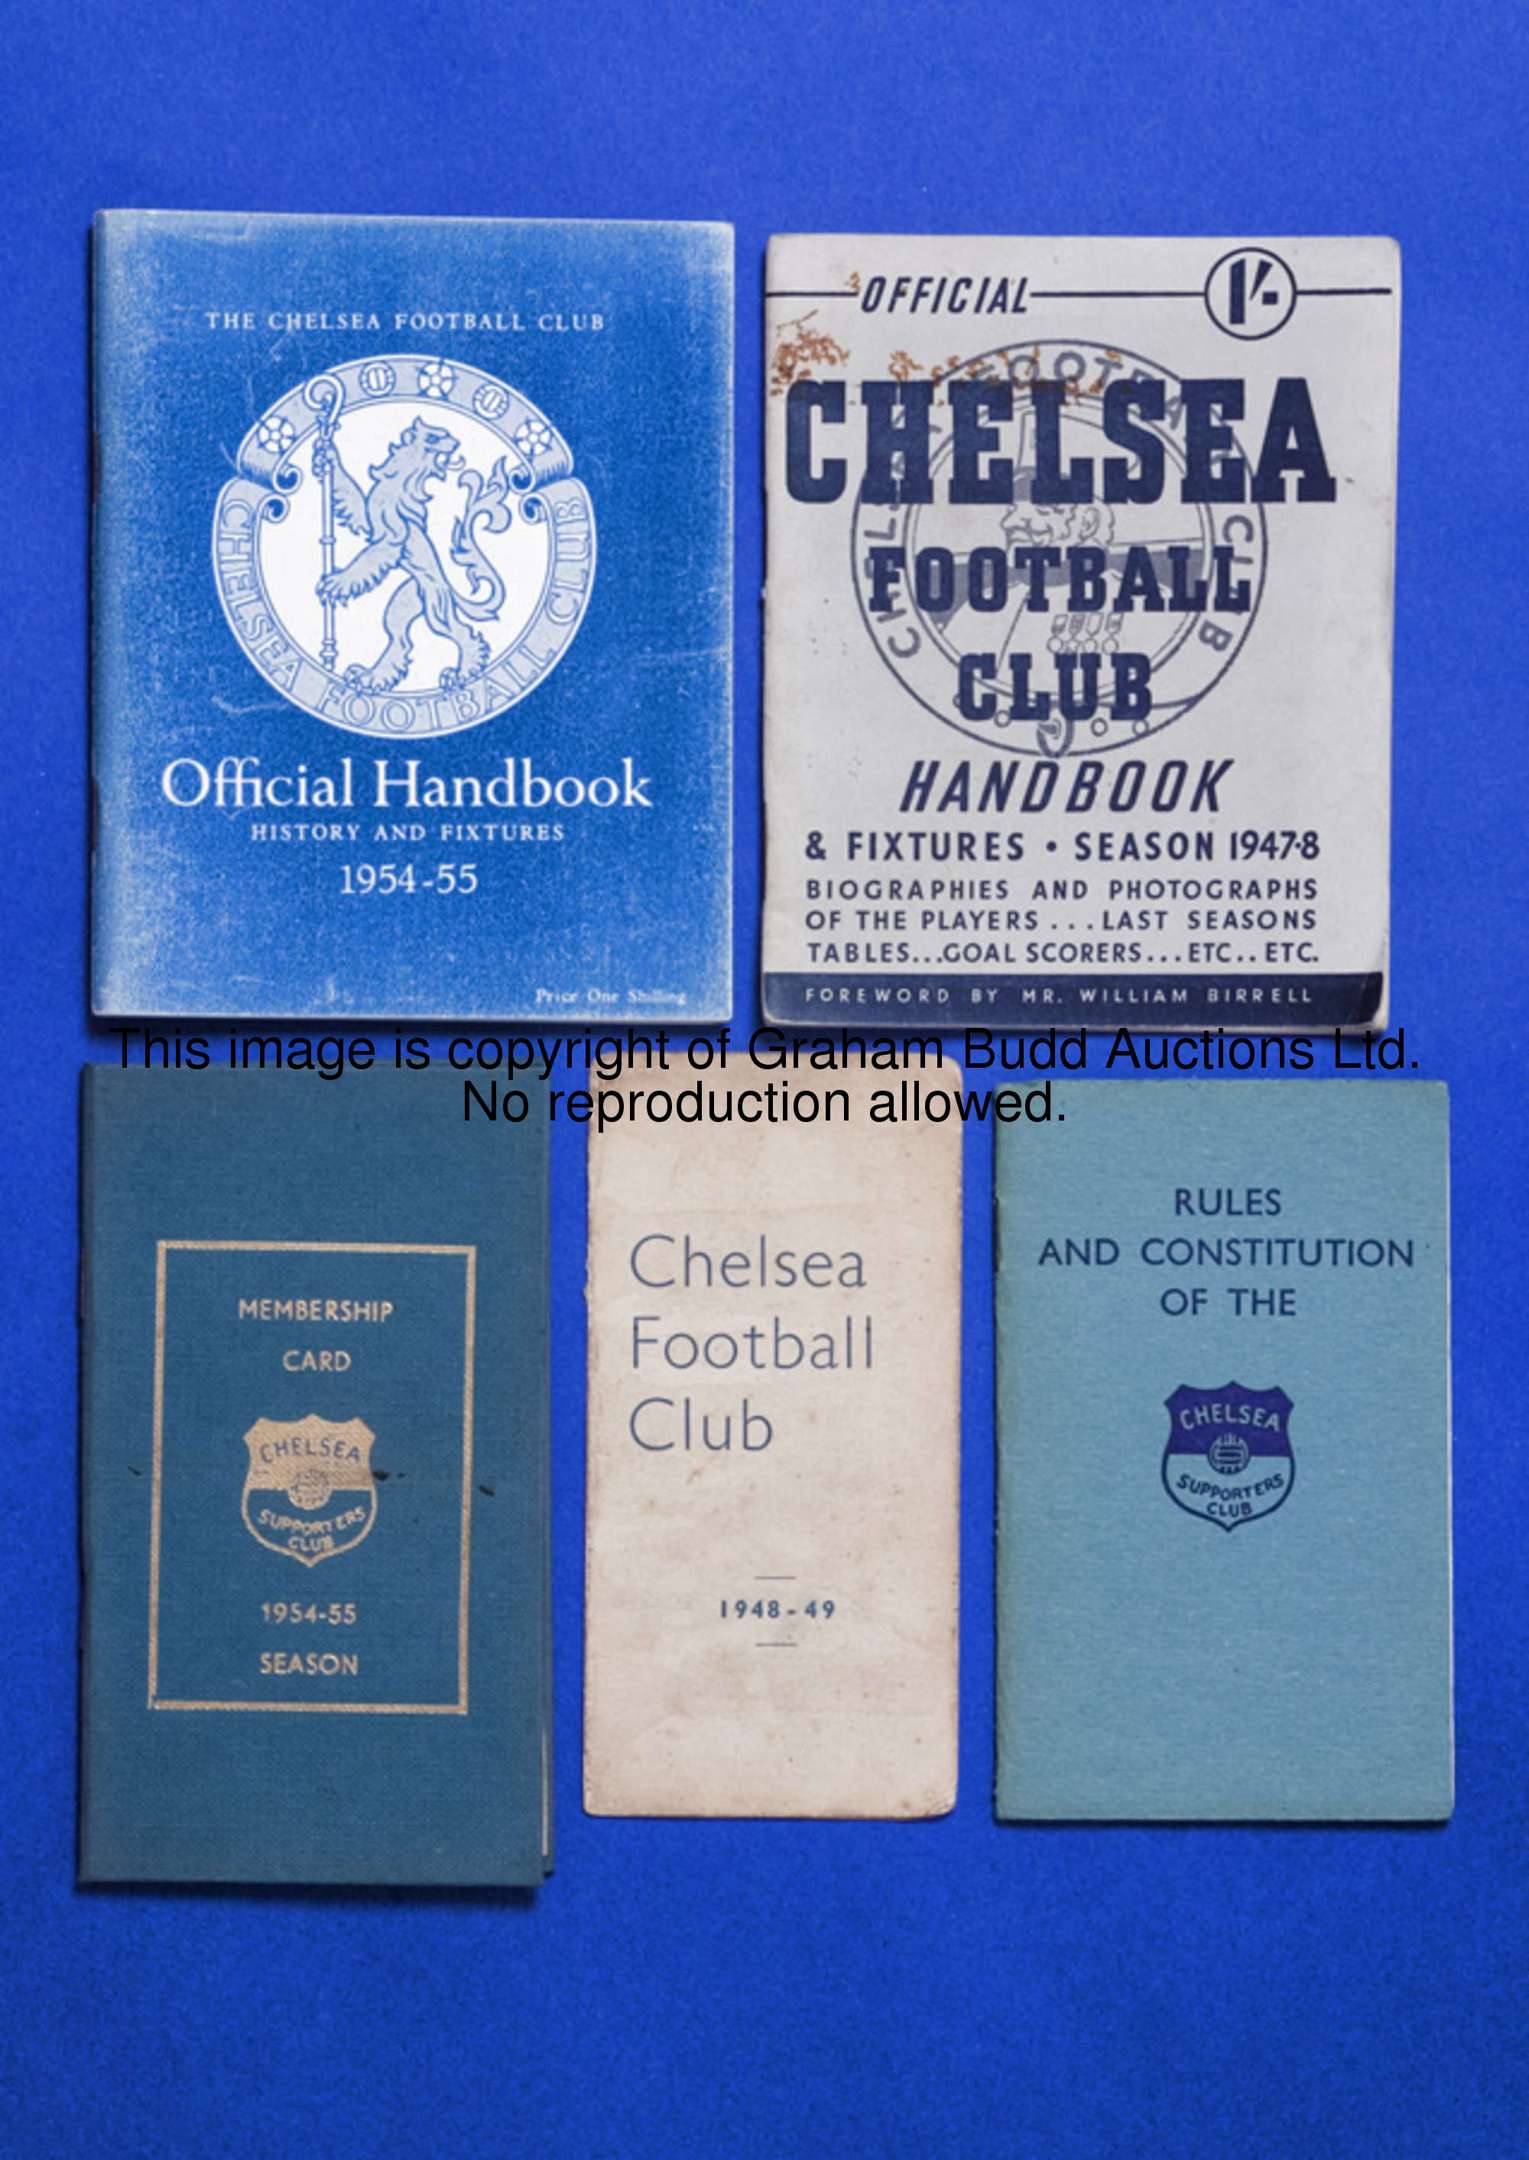 THE CHELSEA FOOTBALL CLUB
CHELSEA FOOTBALL CLUB
Official Handbook
HISTORY AND FIXTURES
1954-55
Price One Shilling
OFFICIAL
1/-
CHELSEA FOOTBALL CLUB
CHELSEA
FOOTBALL
CLUB
HANDBOOK
& FIXTURES • SEASON 1947-8
BIOGRAPHIES AND PHOTOGRAPHS
OF THE PLAYERS ... LAST SEASONS
TABLES...GOAL SCORERS...ETC.. ETC.
FOREWORD BY MR. WILLIAM BIRRELL
This image is copyright of Graham Budd Auctions Ltd.
No reproduction allowed.
MEMBERSHIP
CARD
CHELSEA
SUPPORTERS
CLUB
1954-55
SEASON
Chelsea
Football
Club
1948-49
RULES
AND CONSTITUTION
OF THE
CHELSEA
SUPPORTERS
CLUB